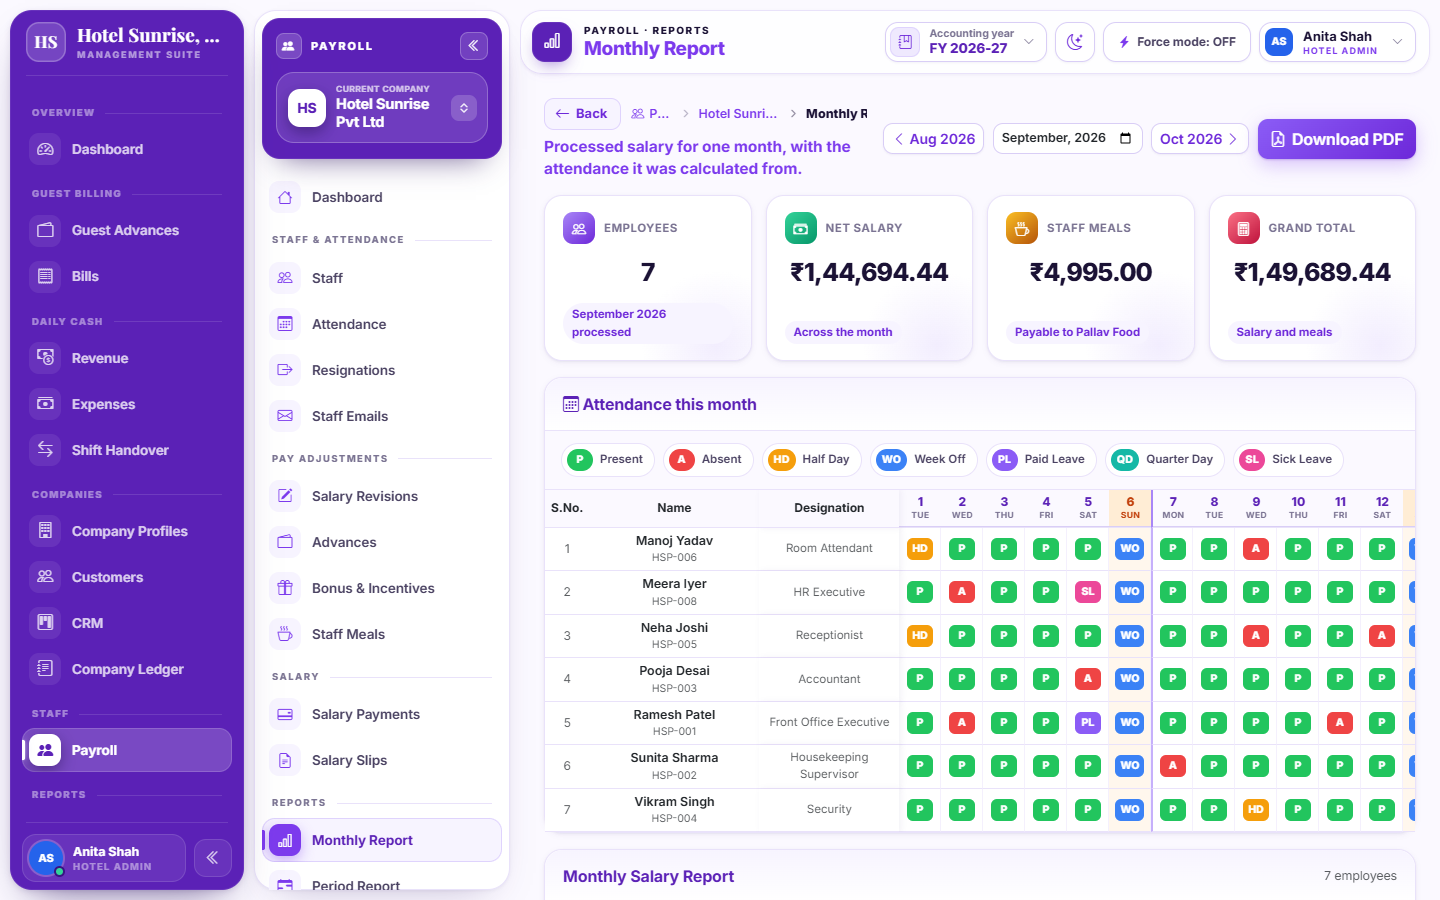 HS
Hotel Sunrise, ...
MANAGEMENT SUITE
OVERVIEW
Dashboard
GUEST BILLING
Guest Advances
Bills
DAILY CASH
Revenue
Expenses
Shift Handover
COMPANIES
Company Profiles
Customers
CRM
Company Ledger
STAFF
Payroll
REPORTS
AS
Anita Shah
HOTEL ADMIN
PAYROLL
HS
CURRENT COMPANY
Hotel Sunrise
Pvt Ltd
Dashboard
STAFF & ATTENDANCE
Staff
Attendance
Resignations
Staff Emails
PAY ADJUSTMENTS
Salary Revisions
Advances
Bonus & Incentives
Staff Meals
SALARY
Salary Payments
Salary Slips
REPORTS
Monthly Report
Period Report
PAYROLL · REPORTS
Monthly Report
Accounting year
FY 2026-27
Force mode: OFF
AS
Anita Shah
HOTEL ADMIN
Back
P...
Hotel Sunri...
Monthly R
Processed salary for one month, with the
attendance it was calculated from.
Aug 2026
September, 2026
Oct 2026
Download PDF
EMPLOYEES
7
September 2026
processed
NET SALARY
₹1,44,694.44
Across the month
STAFF MEALS
₹4,995.00
Payable to Pallav Food
GRAND TOTAL
₹1,49,689.44
Salary and meals
Attendance this month
P Present
A Absent
HD Half Day
WO Week Off
PL Paid Leave
QD Quarter Day
SL Sick Leave
S.No. Name Designation 1 TUE 2 WED 3 THU 4 FRI 5 SAT 6 SUN 7 MON 8 TUE 9 WED 10 THU 11 FRI 12 SAT
1 Manoj Yadav HSP-006 Room Attendant HD P P P P WO P P A P P P
2 Meera Iyer HSP-008 HR Executive P A P P SL WO P P P P P P
3 Neha Joshi HSP-005 Receptionist HD P P P P WO P P A P P A
4 Pooja Desai HSP-003 Accountant P P P P A WO P P P P P P
5 Ramesh Patel HSP-001 Front Office Executive P A P P PL WO P P P P A P
6 Sunita Sharma HSP-002 Housekeeping Supervisor P P P P P WO A P P P P P
7 Vikram Singh HSP-004 Security P P P P P WO P P HD P P P
Monthly Salary Report
7 employees